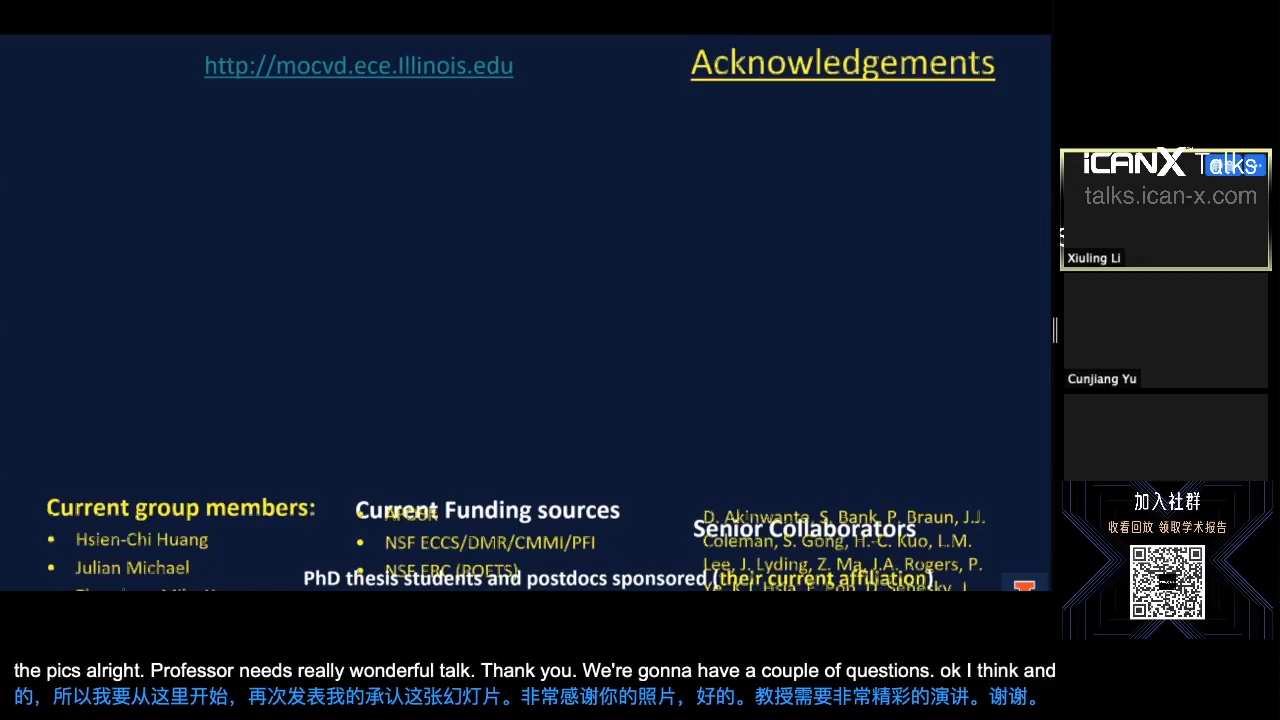 http://mocvd.ece.Illinois.edu
Acknowledgements
Current group members:
• Hsien-Chi Huang
• Julian Michael
Current Funding sources
• AFOSR
• NSF ECCS/DMR/CMMI/PFI
• NSF ERC (POETS)
Senior Collaborators
D. Akinwante, S. Bank, P. Braun, J.J.
Coleman, S. Gong, H.-C. Kuo, L.M.
Lee, J. Lyding, Z. Ma, J.A. Rogers, P.
PhD thesis students and postdocs sponsored (their current affiliation)
iCANX Talks
talks.ican-x.com
Xiuling Li
Cunjiang Yu
加入社群
收看回放 领取学术报告
the pics alright. Professor needs really wonderful talk. Thank you. We're gonna have a couple of questions. ok I think and
的，所以我要从这里开始，再次发表我的承认这张幻灯片。非常感谢你的照片，好的。教授需要非常精彩的演讲。谢谢。